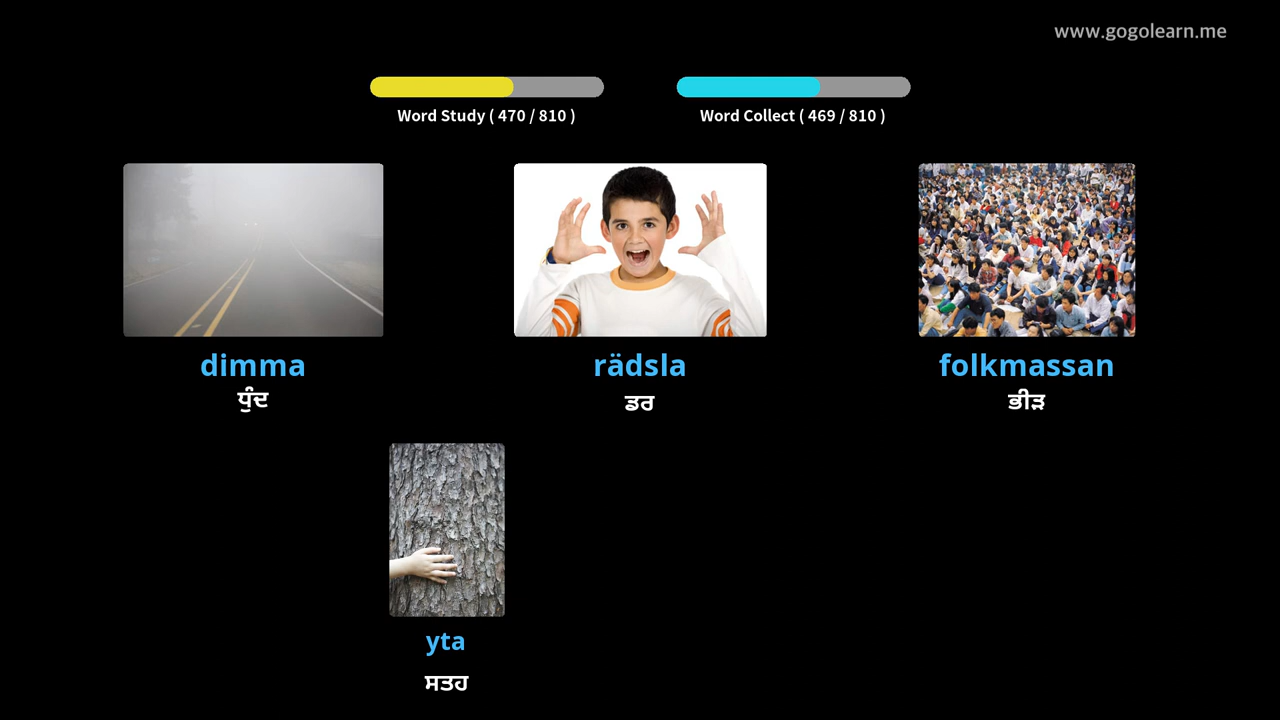 www.gogolearn.me
Word Study ( 470 / 810 )
Word Collect ( 469 / 810 )
dimma
ਧੁੰਦ
rädsla
ਡਰ
folkmassan
ਭੀੜ
yta
ਸਤਹ